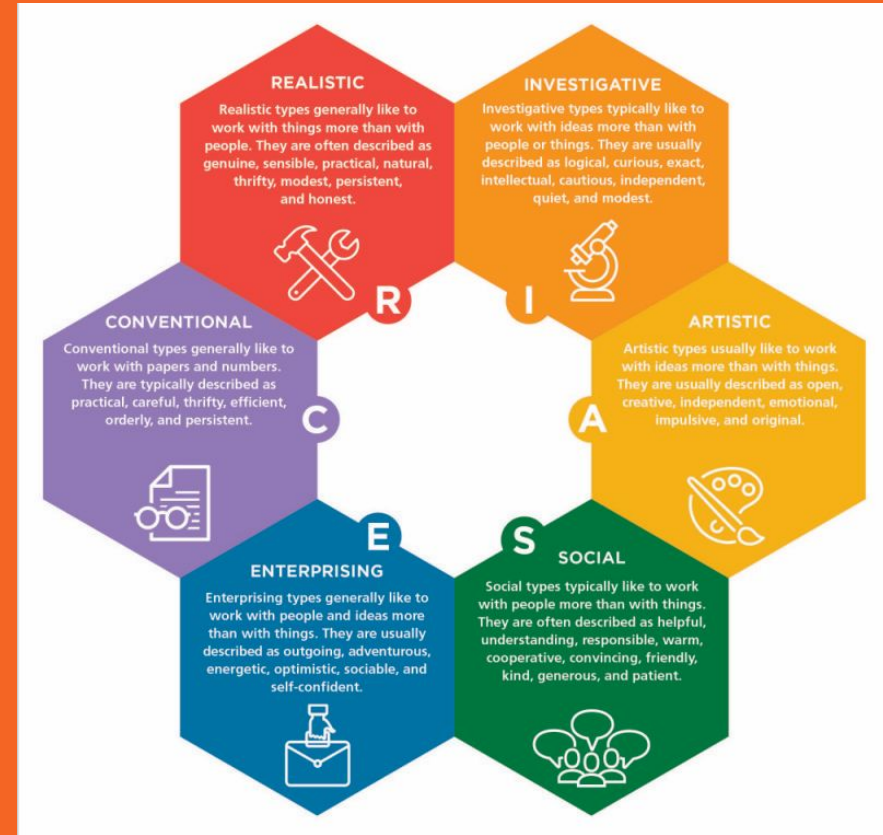 REALISTIC
Realistic types generally like to
work with things more than with
people. They are often described as
genuine, sensible, practical, natural,
thrifty, modest, persistent,
and honest.
R
INVESTIGATIVE
Investigative types typically like to
work with ideas more than with
people or things. They are usually
described as logical, curious, exact,
intellectual, cautious, independent,
quiet, and modest.
I
ARTISTIC
Artistic types usually like to work
with ideas more than with things.
They are usually described as open,
creative, independent, emotional,
impulsive, and original.
A
SOCIAL
Social types typically like to work
with people more than with things.
They are often described as helpful,
understanding, responsible, warm,
cooperative, convincing, friendly,
kind, generous, and patient.
S
ENTERPRISING
Enterprising types generally like to
work with people and ideas more
than with things. They are usually
described as outgoing, adventurous,
energetic, optimistic, sociable, and
self-confident.
E
CONVENTIONAL
Conventional types generally like to
work with papers and numbers.
They are typically described as
practical, careful, thrifty, efficient,
orderly, and persistent.
C